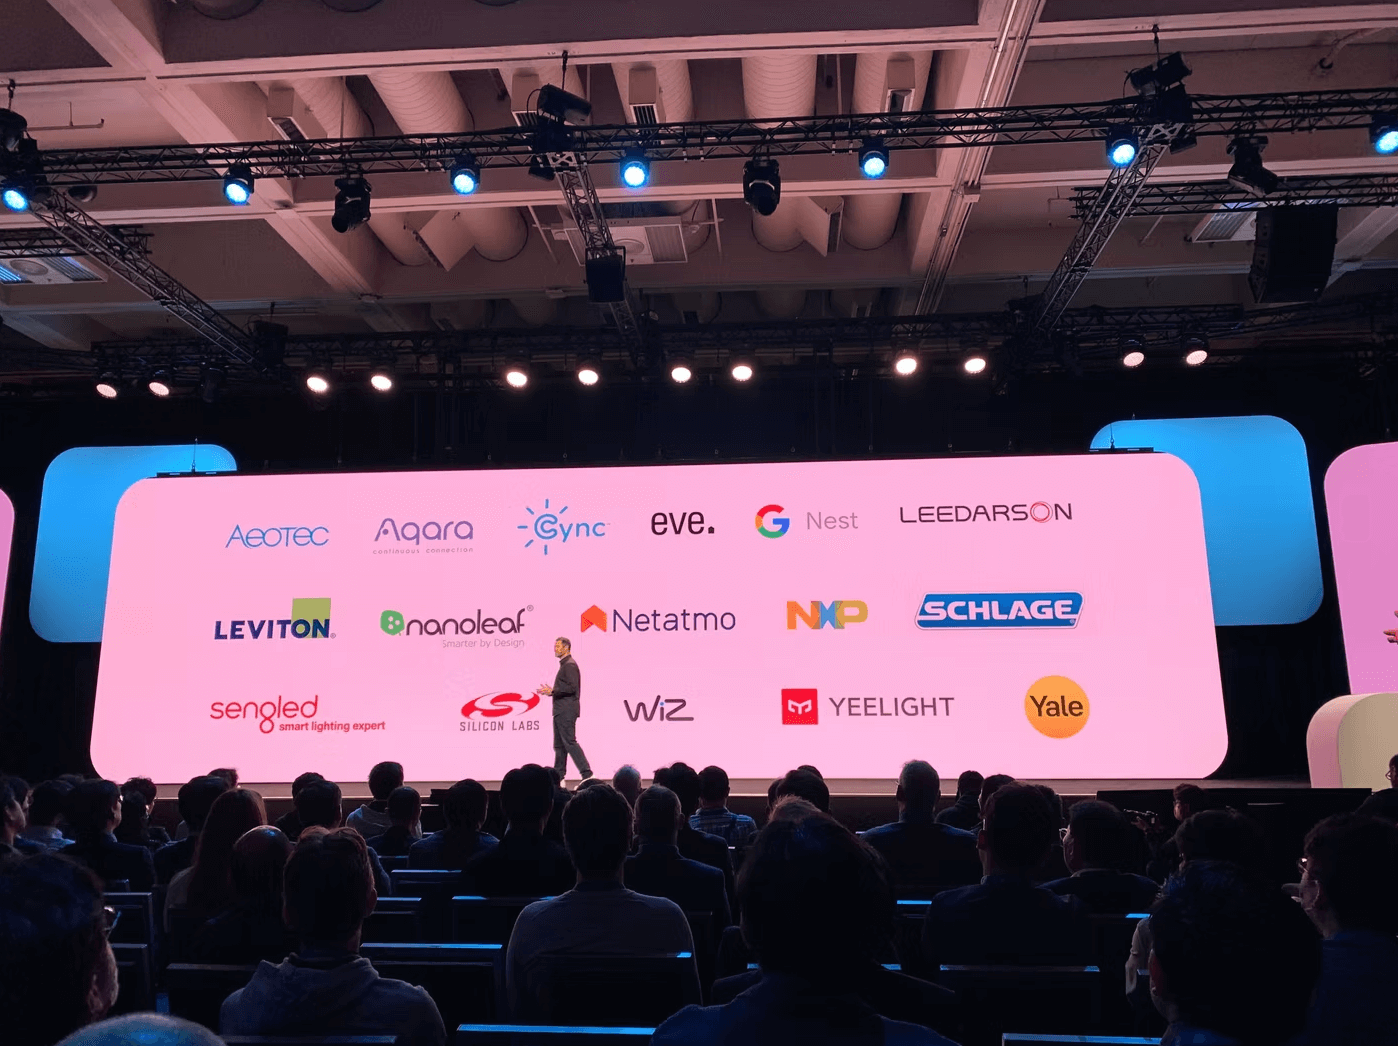 AEOTEC
Aqara
continuous connection
Cync
eve.
G Nest
LEEDARSON
LEVITON®
nanoleaf®
Smarter by Design
Netatmo
NXP
SCHLAGE®
sengled
smart lighting expert
SILICON LABS
WiZ
YEELIGHT
Yale